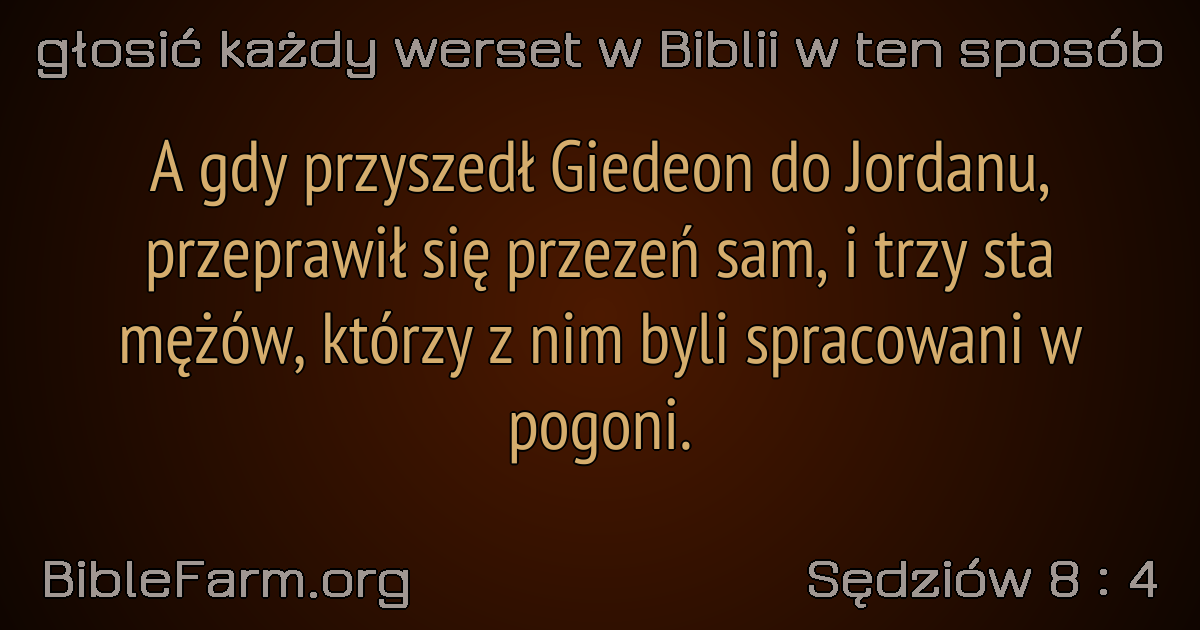 głosić każdy werset w Biblii w ten sposób
A gdy przyszedł Giedeon do Jordanu,
przeprawił się przezeń sam, i trzy sta
mężów, którzy z nim byli spracowani w
pogoni.
BibleFarm.org
Sędziów 8 : 4